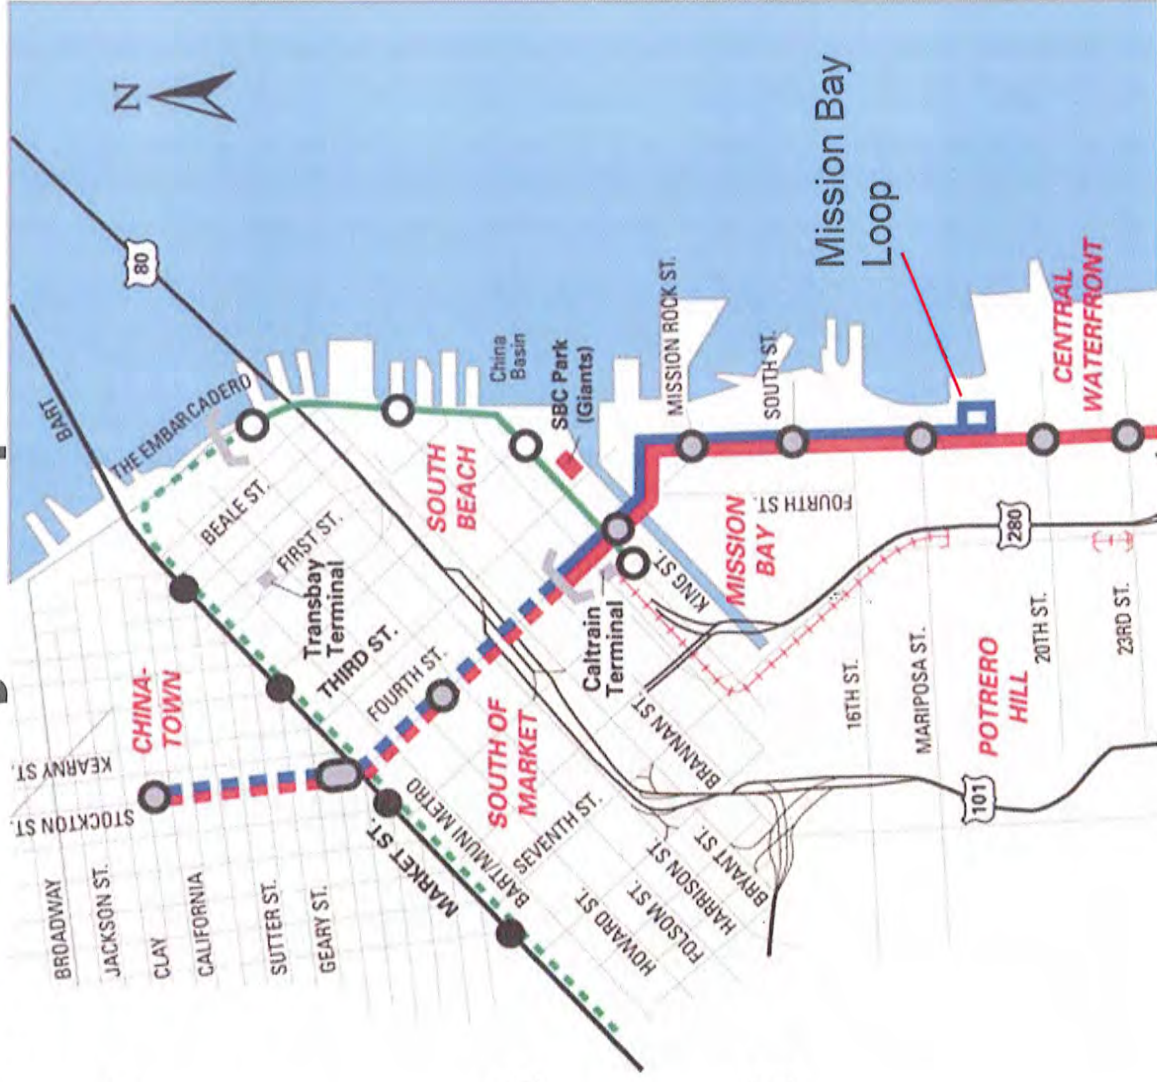 N
80
BART
THE EMBARCADERO
BEALE ST.
FIRST ST.
Transbay
Terminal
THIRD ST.
FOURTH ST.
CHINA-
TOWN
KEARNY ST.
STOCKTON ST.
BROADWAY
JACKSON ST.
CLAY
CALIFORNIA
SUTTER ST.
GEARY ST.
MARKET ST.
BART/MUNI METRO
SOUTH OF
MARKET
SEVENTH ST.
HOWARD ST.
FOLSOM ST.
HARRISON ST.
BRYANT ST.
BRANNAN ST.
SOUTH
BEACH
China
Basin
SBC Park
(Giants)
Caltrain
Terminal
KING ST.
MISSION
BAY
FOURTH ST.
MISSION ROCK ST.
SOUTH ST.
Mission Bay
Loop
CENTRAL
WATERFRONT
280
101
16TH ST.
MARIPOSA ST.
POTRERO
HILL
20TH ST.
23RD ST.